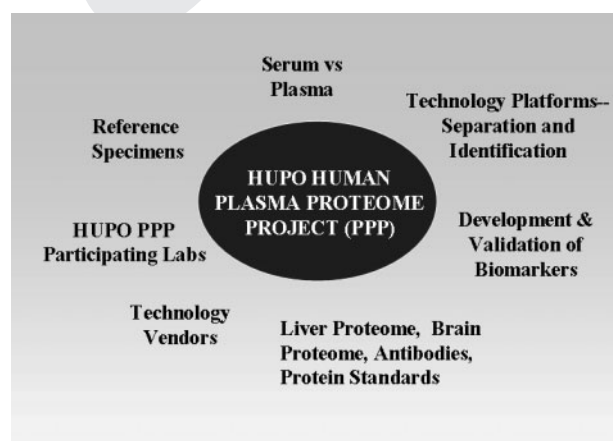 Serum vs
Plasma
Technology Platforms--
Separation and
Identification
Reference
Specimens
HUPO HUMAN
PLASMA PROTEOME
PROJECT (PPP)
HUPO PPP
Participating Labs
Development &
Validation of
Biomarkers
Technology
Vendors
Liver Proteome, Brain
Proteome, Antibodies,
Protein Standards